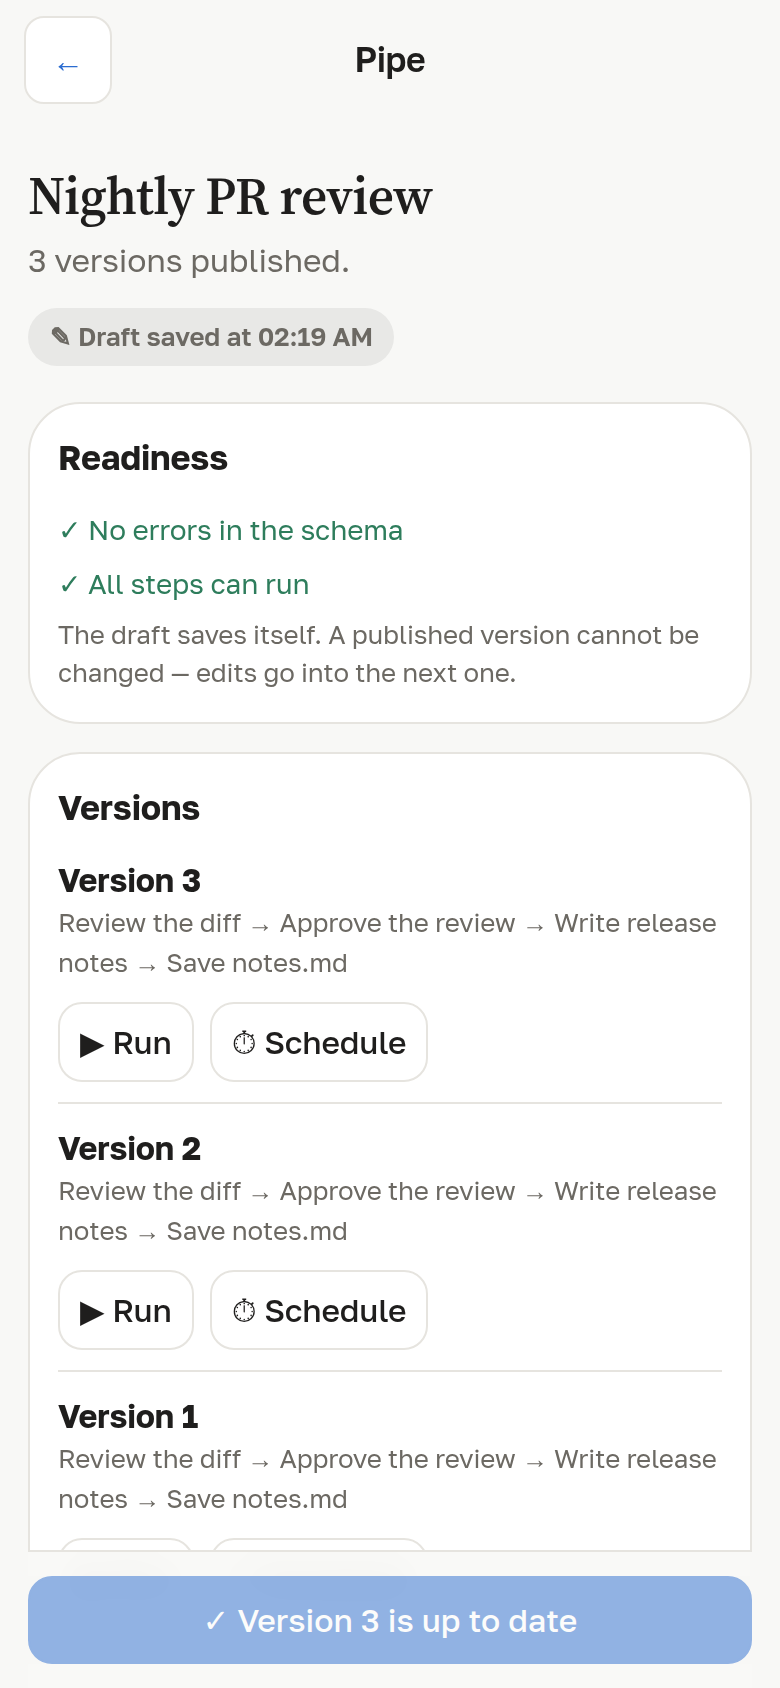 ←
Pipe
Nightly PR review
3 versions published.
✎ Draft saved at 02:19 AM
Readiness
✓ No errors in the schema
✓ All steps can run
The draft saves itself. A published version cannot be
changed — edits go into the next one.
Versions
Version 3
Review the diff → Approve the review → Write release
notes → Save notes.md
▶ Run
⏱ Schedule
Version 2
Review the diff → Approve the review → Write release
notes → Save notes.md
▶ Run
⏱ Schedule
Version 1
Review the diff → Approve the review → Write release
notes → Save notes.md
✓ Version 3 is up to date